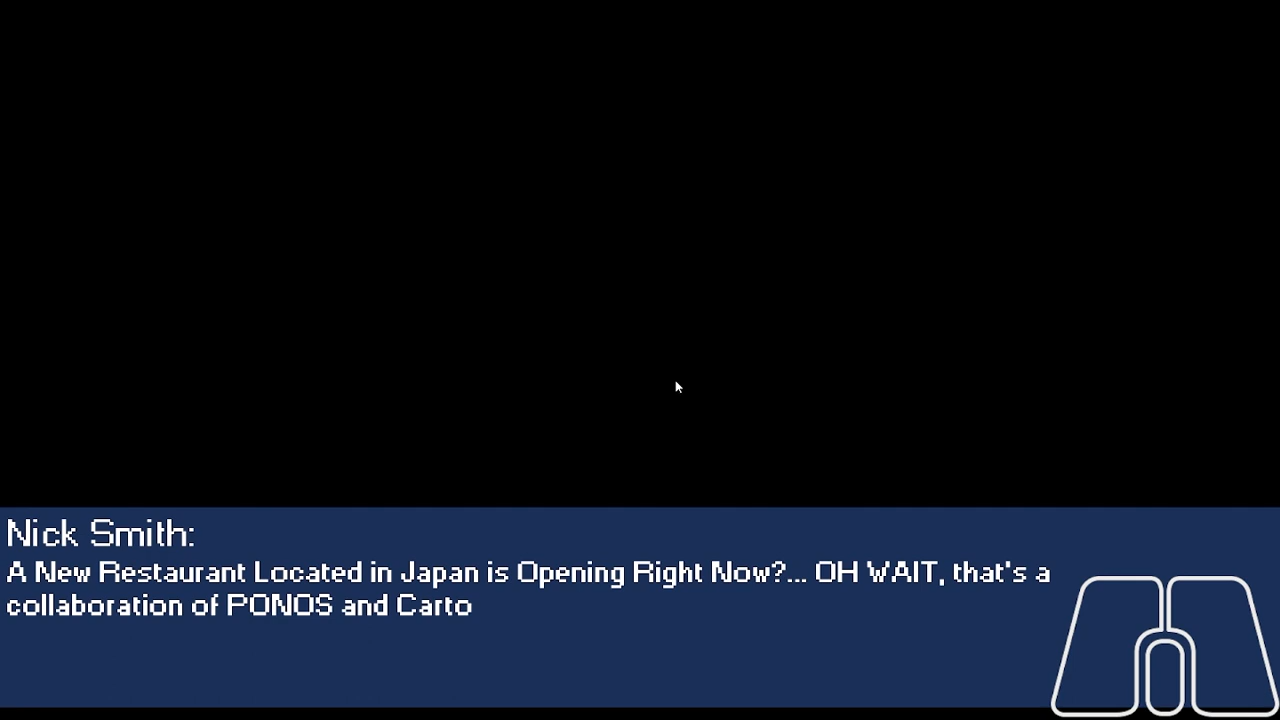 Nick Smith:
A New Restaurant Located in Japan is Opening Right Now?... OH WAIT, that's a
collaboration of PONOS and Carto